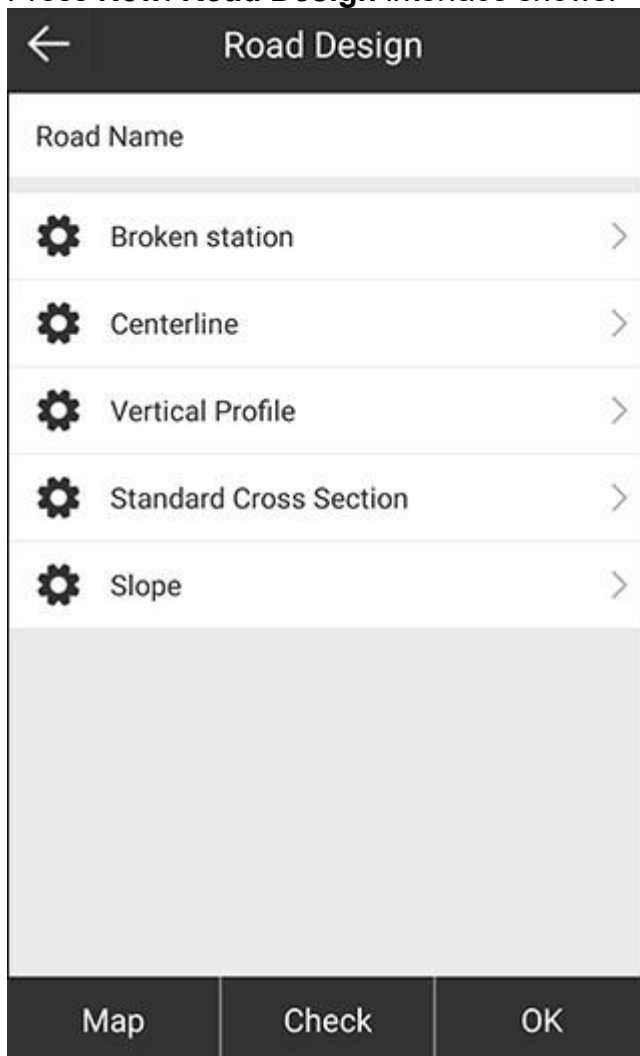 Road Design
Road Name
Broken station
Centerline
Vertical Profile
Standard Cross Section
Slope
Map Check OK